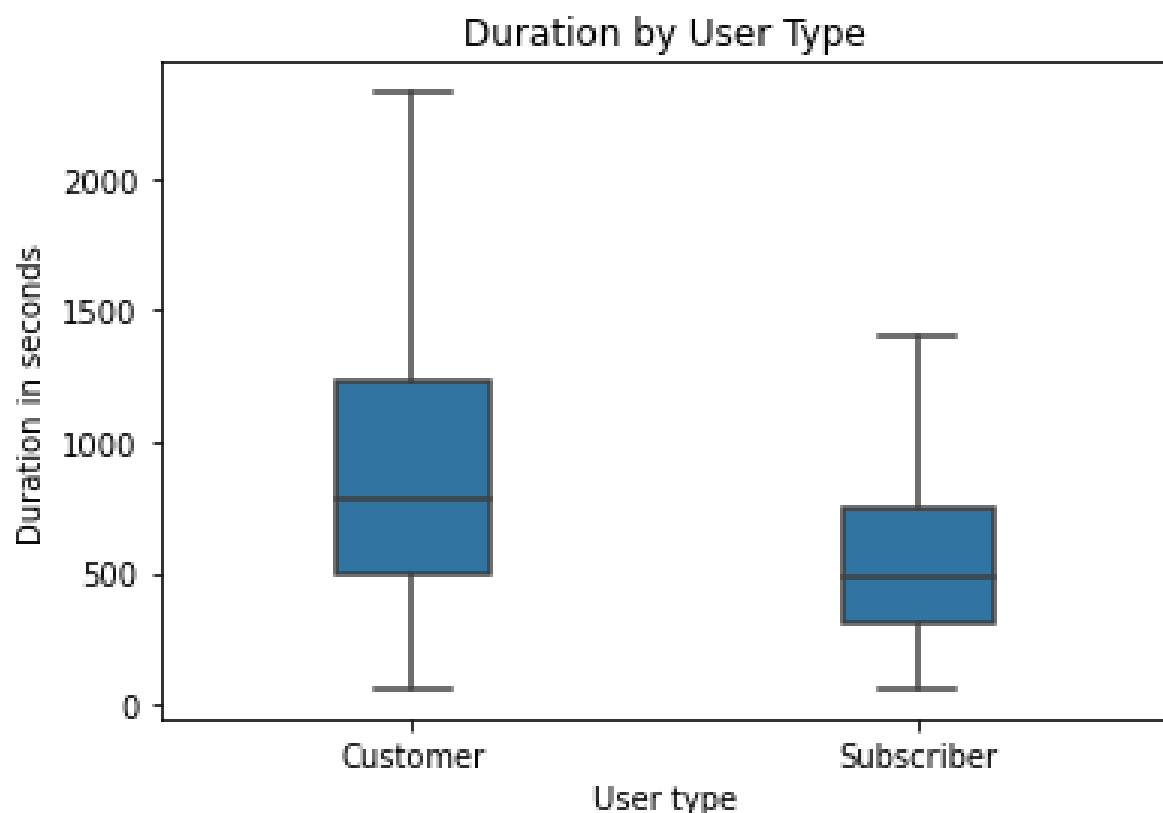 Duration by User Type
Duration in seconds
2000
1500
1000
500
0
Customer
Subscriber
User type